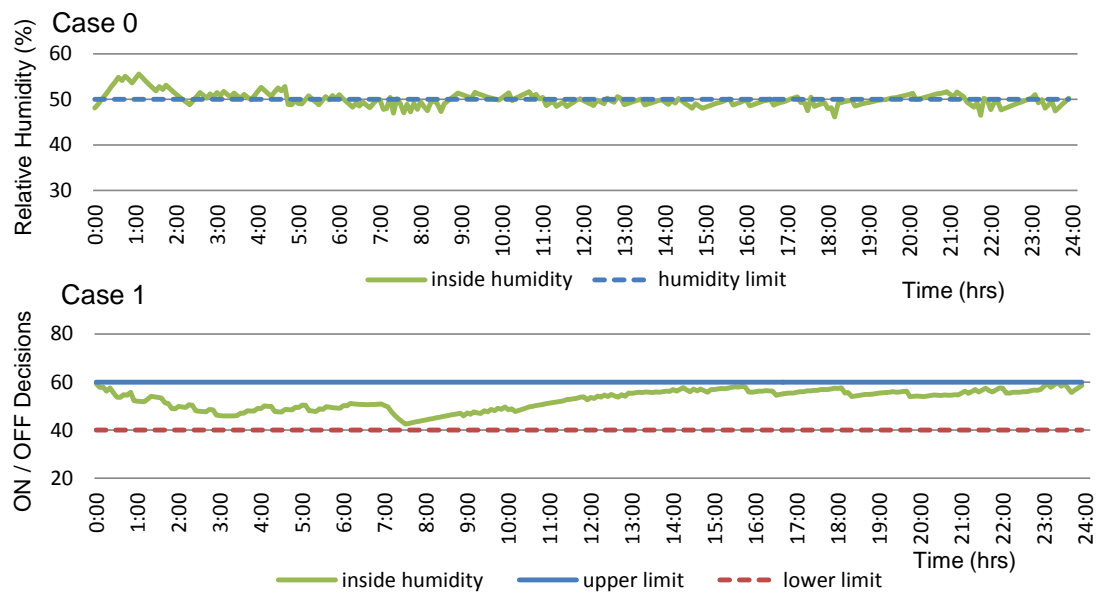 Case 0
Relative Humidity (%)
60
50
40
30
0:00 1:00 2:00 3:00 4:00 5:00 6:00 7:00 8:00 9:00 10:00 11:00 12:00 13:00 14:00 15:00 16:00 17:00 18:00 19:00 20:00 21:00 22:00 23:00 24:00
inside humidity humidity limit
Time (hrs)
Case 1
ON / OFF Decisions
80
60
40
20
0:00 1:00 2:00 3:00 4:00 5:00 6:00 7:00 8:00 9:00 10:00 11:00 12:00 13:00 14:00 15:00 16:00 17:00 18:00 19:00 20:00 21:00 22:00 23:00 24:00
Time (hrs)
inside humidity upper limit lower limit